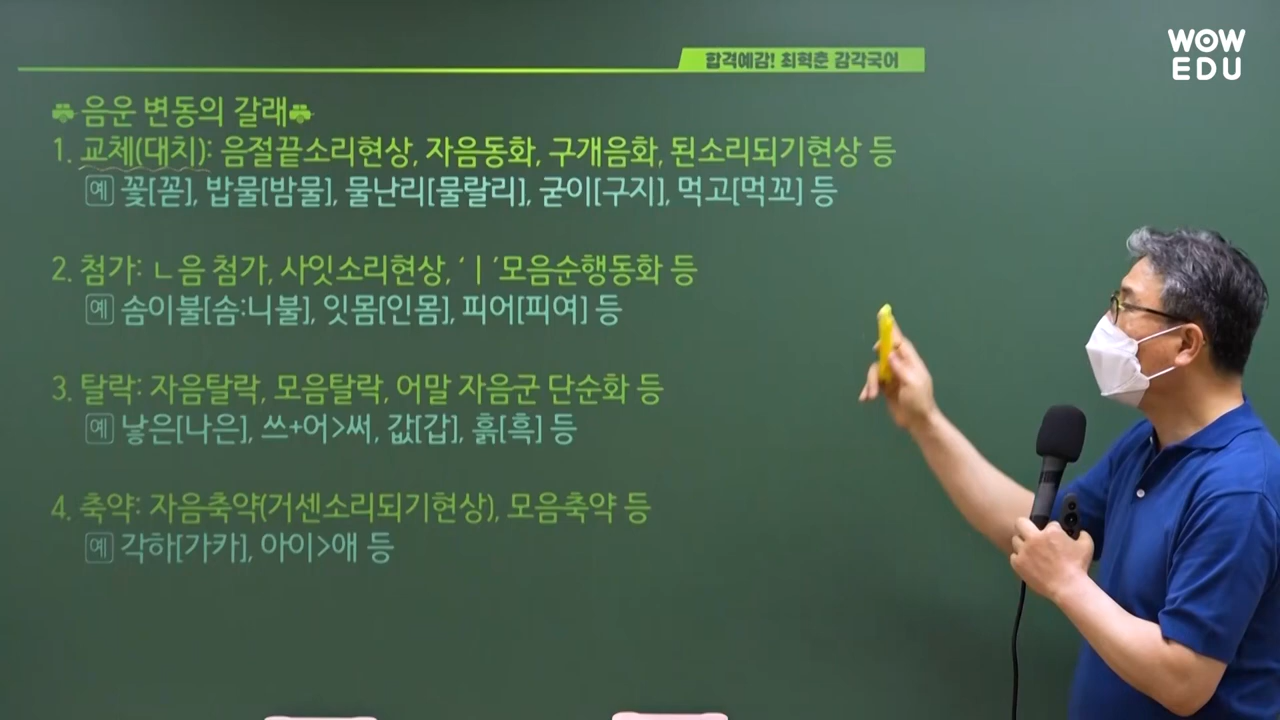 합격예감! 최혁춘 감각국어
WOW
EDU
음운 변동의 갈래
1. 교체(대치): 음절끝소리현상, 자음동화, 구개음화, 된소리되기현상 등
예 꽃[꼳], 밥물[밤물], 물난리[물랄리], 굳이[구지], 먹고[먹꼬] 등
2. 첨가: ㄴ음 첨가, 사잇소리현상, ‘ㅣ’모음순행동화 등
예 솜이불[솜:니불], 잇몸[인몸], 피어[피여] 등
3. 탈락: 자음탈락, 모음탈락, 어말 자음군 단순화 등
예 낳은[나은], 쓰+어>써, 값[갑], 흙[흑] 등
4. 축약: 자음축약(거센소리되기현상), 모음축약 등
예 각하[가카], 아이>애 등